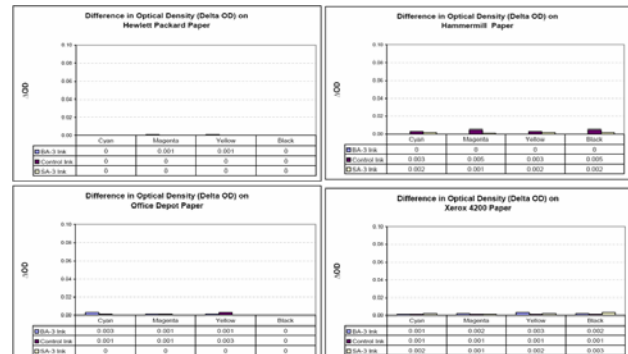 Difference in Optical Density (Delta OD) on
Hewlett Packard Paper
ΔOD
0.10
0.08
0.06
0.04
0.02
0.00
Cyan Magenta Yellow Black
BA-3 Ink 0 0.001 0.001 0
Control Ink 0 0 0 0
SA-3 Ink 0 0 0 0
Difference in Optical Density (Delta OD) on
Hammermill Paper
ΔOD
0.10
0.08
0.06
0.04
0.02
0.00
Cyan Magenta Yellow Black
BA-3 Ink 0 0 0 0
Control Ink 0.003 0.005 0.003 0.005
SA-3 Ink 0.002 0.001 0.002 0.002
Difference in Optical Density (Delta OD) on
Office Depot Paper
ΔOD
0.10
0.08
0.06
0.04
0.02
0.00
Cyan Magenta Yellow Black
BA-3 Ink 0.003 0.001 0.001 0
Control Ink 0.001 0.001 0.003 0
SA-3 Ink 0 0 0 0
Difference in Optical Density (Delta OD) on
Xerox 4200 Paper
ΔOD
0.10
0.08
0.06
0.04
0.02
0.00
Cyan Magenta Yellow Black
BA-3 Ink 0.001 0.002 0.003 0.002
Control Ink 0.001 0.001 0.001 0.001
SA-3 Ink 0.002 0.001 0.002 0.003